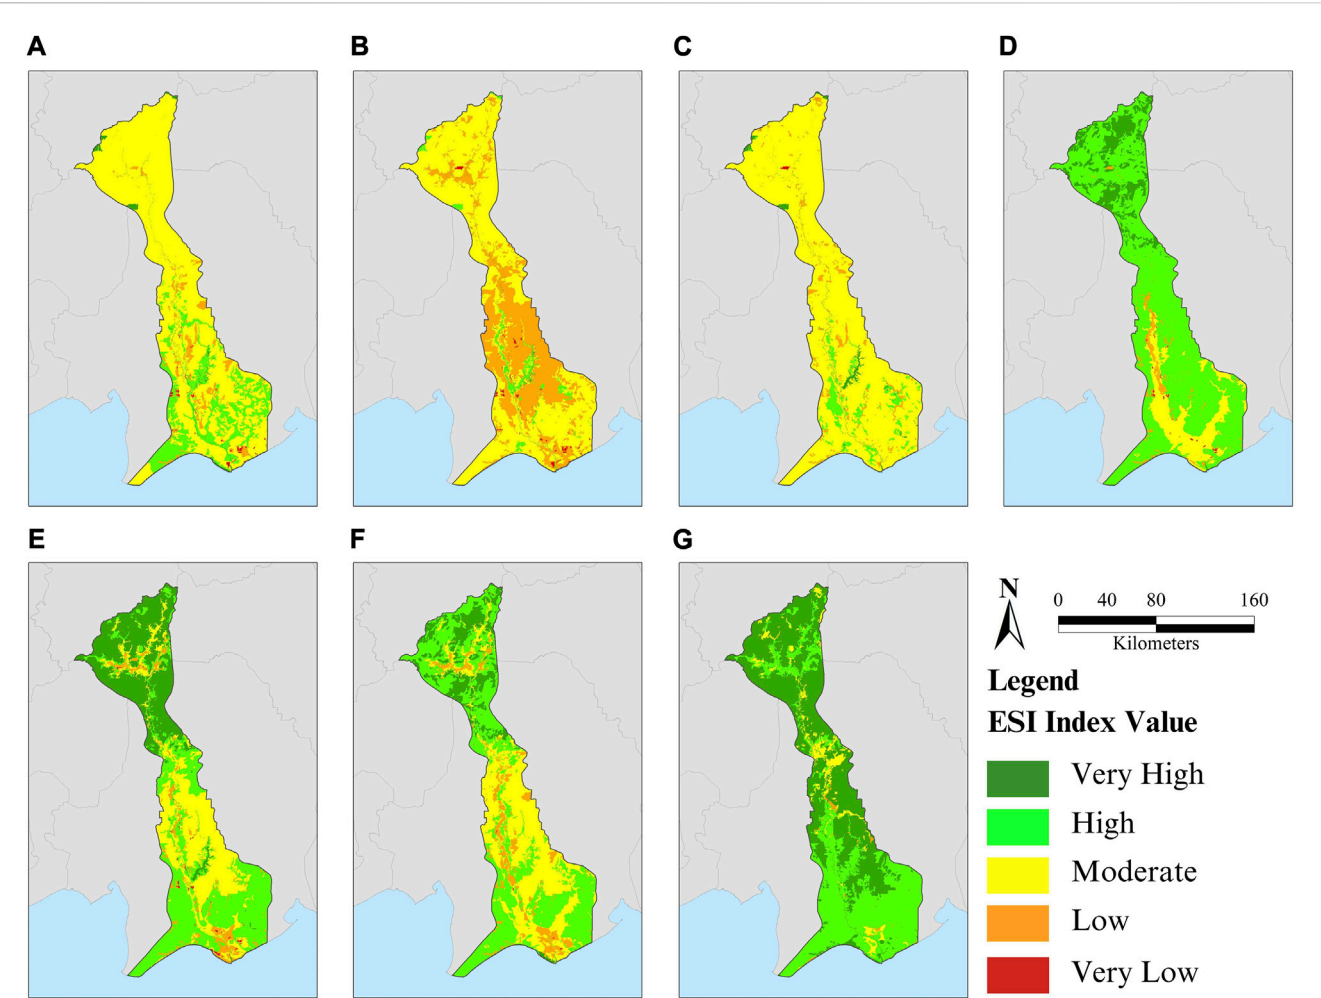 A B C D
E F G
N
0 40 80 160
Kilometers
Legend
ESI Index Value
Very High
High
Moderate
Low
Very Low